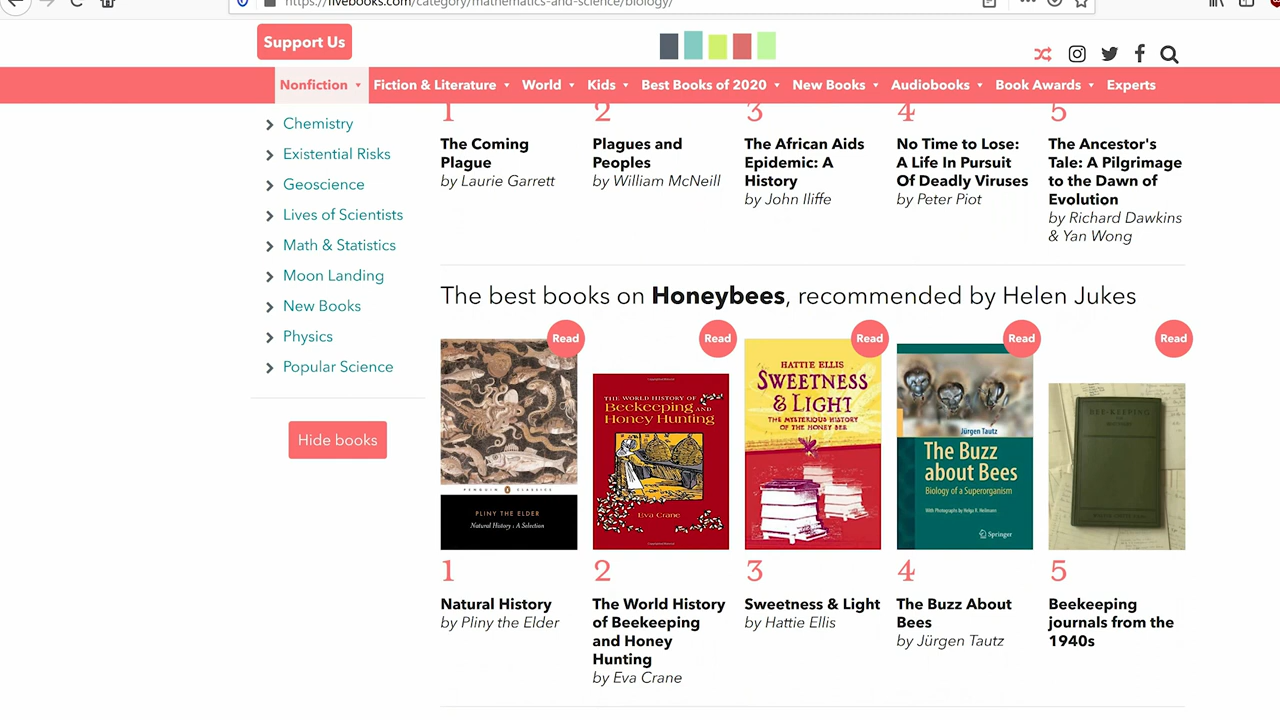 https://fivebooks.com/category/mathematics-and-science/biology/
Support Us
Nonfiction
Fiction & Literature
World
Kids
Best Books of 2020
New Books
Audiobooks
Book Awards
Experts
Chemistry
Existential Risks
Geoscience
Lives of Scientists
Math & Statistics
Moon Landing
New Books
Physics
Popular Science
Hide books
1
The Coming
Plague
by Laurie Garrett
2
Plagues and
Peoples
by William McNeill
3
The African Aids
Epidemic: A
History
by John Iliffe
4
No Time to Lose:
A Life In Pursuit
Of Deadly Viruses
by Peter Piot
5
The Ancestor's
Tale: A Pilgrimage
to the Dawn of
Evolution
by Richard Dawkins
& Yan Wong
The best books on Honeybees, recommended by Helen Jukes
Read
Read
Read
Read
Read
PENGUIN CLASSICS
PLINY THE ELDER
Natural History: A Selection
THE WORLD HISTORY OF
Beekeeping AND
Honey Hunting
Eva Crane
HATTIE ELLIS
SWEETNESS
& LIGHT
THE MYSTERIOUS HISTORY
OF THE HONEY BEE
Jürgen Tautz
The Buzz
about Bees
Biology of a Superorganism
With Photographs by Helga R. Heilmann
Springer
BEE-KEEPING
1
Natural History
by Pliny the Elder
2
The World History
of Beekeeping
and Honey
Hunting
by Eva Crane
3
Sweetness & Light
by Hattie Ellis
4
The Buzz About
Bees
by Jürgen Tautz
5
Beekeeping
journals from the
1940s